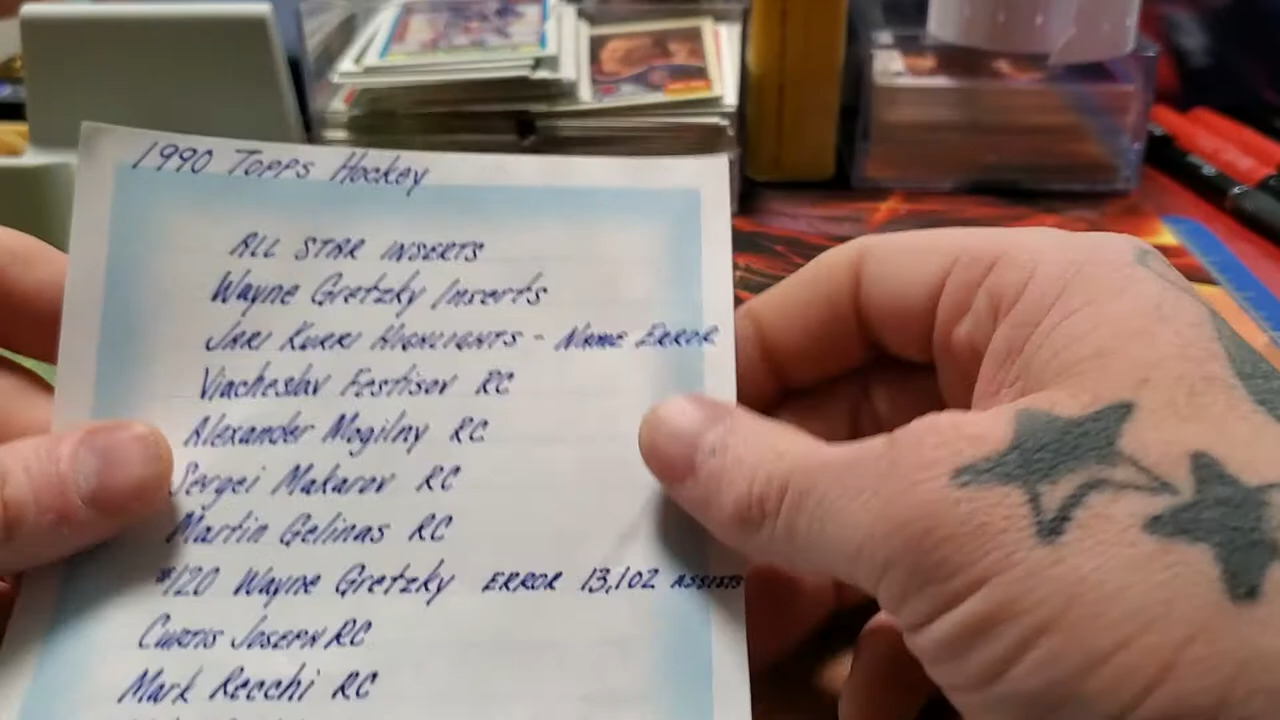 1990 Topps Hockey
ALL STAR INSERTS
Wayne Gretzky Inserts
JARI KURRI HIGHLIGHTS - NAME ERROR
Viacheslav Festisov RC
Alexander Mogilny RC
Sergei Makarov RC
Martin Gelinas RC
#120 Wayne Gretzky ERROR 13,102 ASSISTS
CURTIS JOSEPH RC
Mark Recchi RC